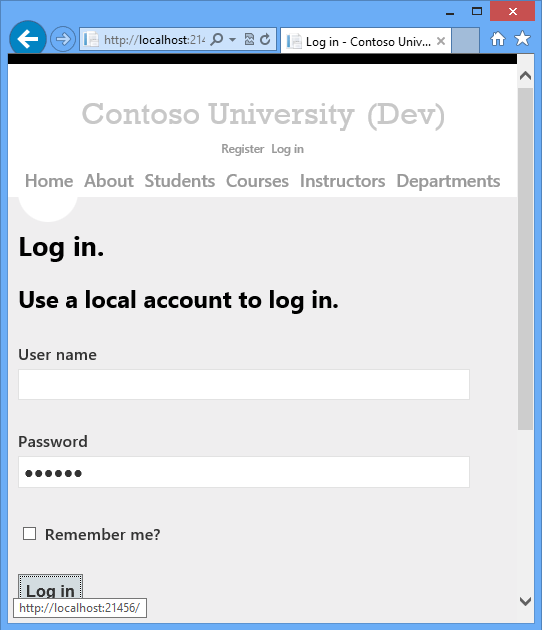 http://localhost:214
Log in - Contoso Univ...
Contoso University (Dev)
Register Log in
Home About Students Courses Instructors Departments
Log in.
Use a local account to log in.
User name
Password
••••••
Remember me?
Log in
http://localhost:21456/